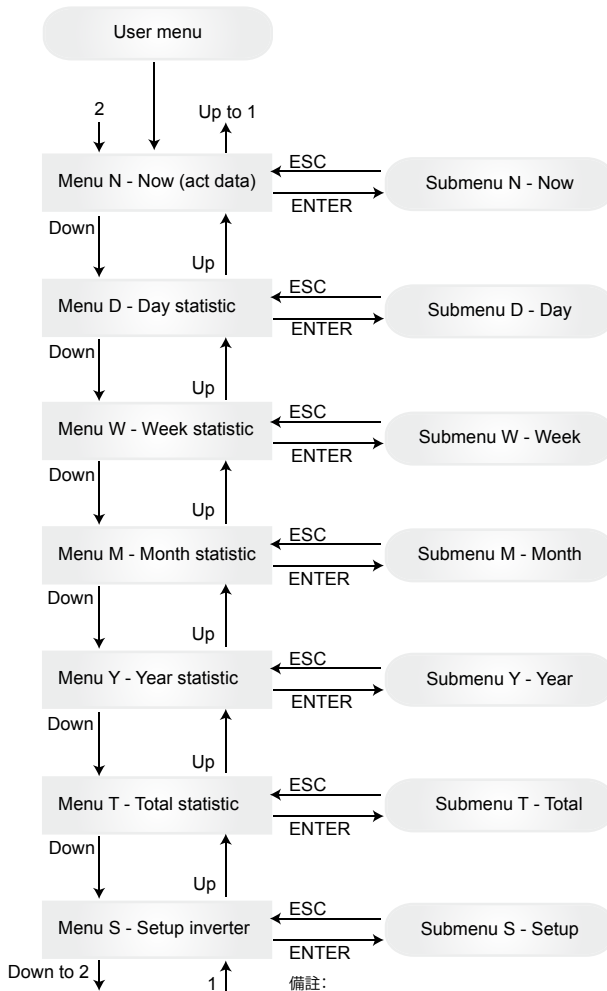 User menu
2
Up to 1
Menu N - Now (act data)
ESC
ENTER
Submenu N - Now
Down
Up
Menu D - Day statistic
ESC
ENTER
Submenu D - Day
Down
Up
Menu W - Week statistic
ESC
ENTER
Submenu W - Week
Down
Up
Menu M - Month statistic
ESC
ENTER
Submenu M - Month
Down
Up
Menu Y - Year statistic
ESC
ENTER
Submenu Y - Year
Down
Up
Menu T - Total statistic
ESC
ENTER
Submenu T - Total
Down
Up
Menu S - Setup inverter
ESC
ENTER
Submenu S - Setup
Down to 2
1
備註: